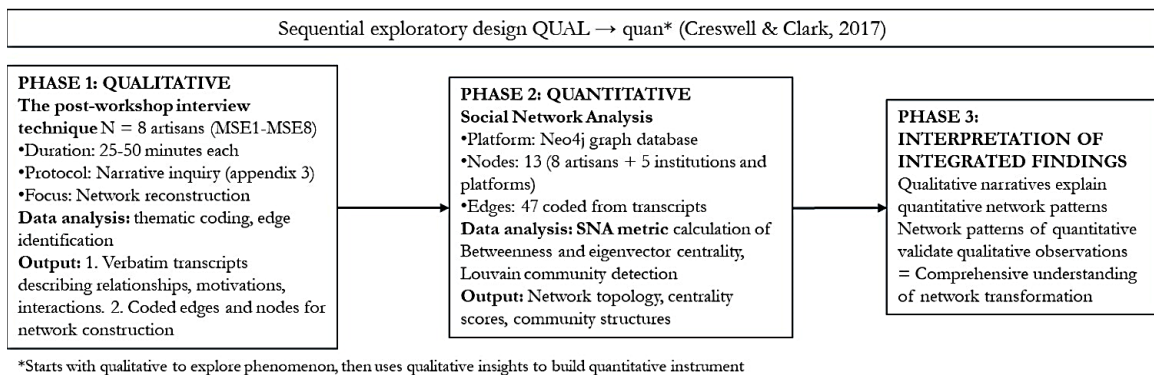 Sequential exploratory design QUAL → quan* (Creswell & Clark, 2017)
PHASE 1: QUALITATIVE
The post-workshop interview
technique N = 8 artisans (MSE1-MSE8)
•Duration: 25-50 minutes each
•Protocol: Narrative inquiry (appendix 3)
•Focus: Network reconstruction
Data analysis: thematic coding, edge
identification
Output: 1. Verbatim transcripts
describing relationships, motivations,
interactions. 2. Coded edges and nodes for
network construction
PHASE 2: QUANTITATIVE
Social Network Analysis
•Platform: Neo4j graph database
•Nodes: 13 (8 artisans + 5 institutions and
platforms)
•Edges: 47 coded from transcripts
Data analysis: SNA metric calculation of
Betweenness and eigenvector centrality,
Louvain community detection
Output: Network topology, centrality
scores, community structures
PHASE 3:
INTERPRETATION OF
INTEGRATED FINDINGS
Qualitative narratives explain
quantitative network patterns
Network patterns of quantitative
validate qualitative observations
= Comprehensive understanding
of network transformation
*Starts with qualitative to explore phenomenon, then uses qualitative insights to build quantitative instrument